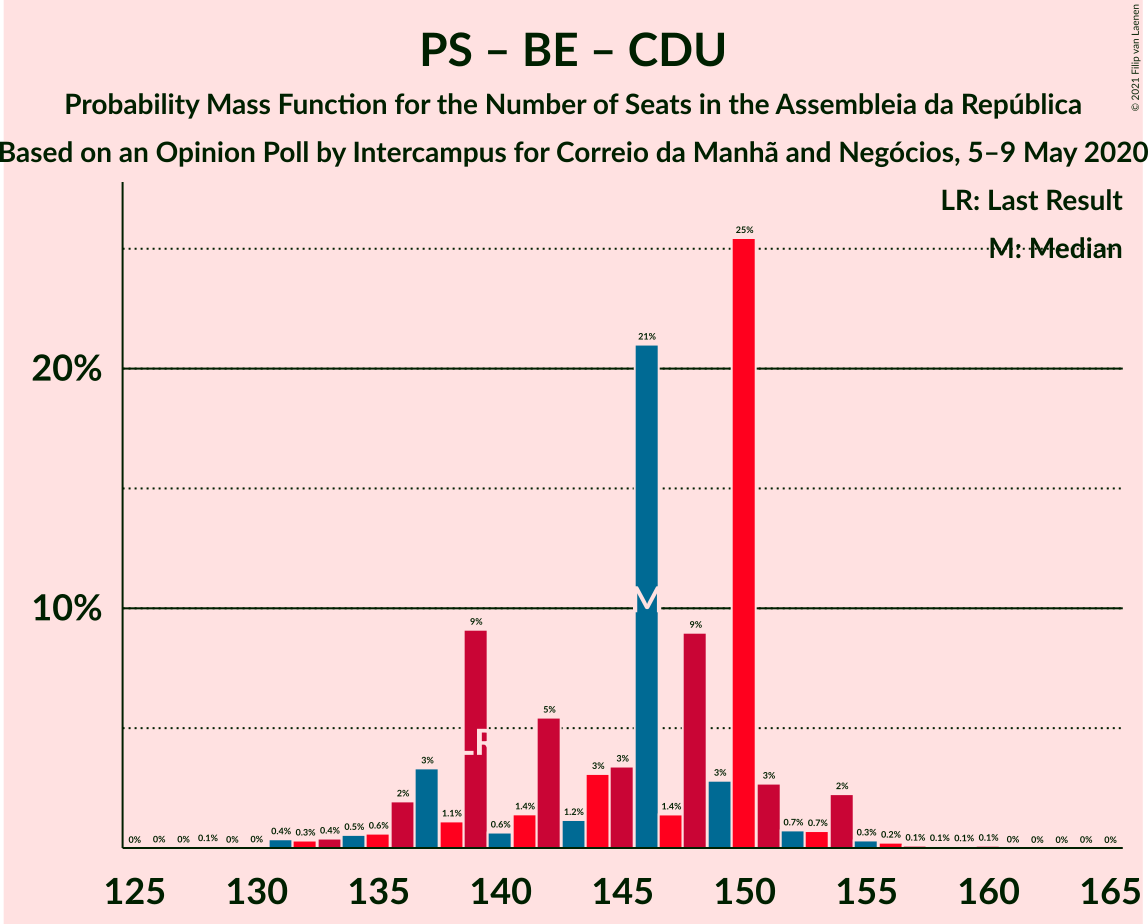 PS – BE – CDU
Probability Mass Function for the Number of Seats in the Assembleia da República
Based on an Opinion Poll by Intercampus for Correio da Manhã and Negócios, 5–9 May 2020
© 2021 Filip van Laenen
LR: Last Result
M: Median
20%
10%
0% 0% 0% 0.1% 0% 0% 0.4% 0.3% 0.4% 0.5% 0.6% 2% 3% 1.1% 9% 0.6% 1.4% 5% 1.2% 3% 3% 21% 1.4% 9% 3% 25% 3% 0.7% 0.7% 2% 0.3% 0.2% 0.1% 0.1% 0.1% 0.1% 0% 0% 0% 0% 0%
LR
M
125 130 135 140 145 150 155 160 165